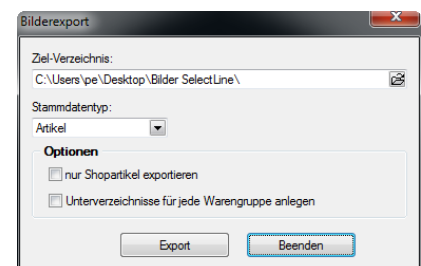 Bilderexport
Ziel-Verzeichnis:
C:\Users\pe\Desktop\Bilder SelectLine\
Stammdatentyp:
Artikel
Optionen
nur Shopartikel exportieren
Unterverzeichnisse für jede Warengruppe anlegen
Export Beenden